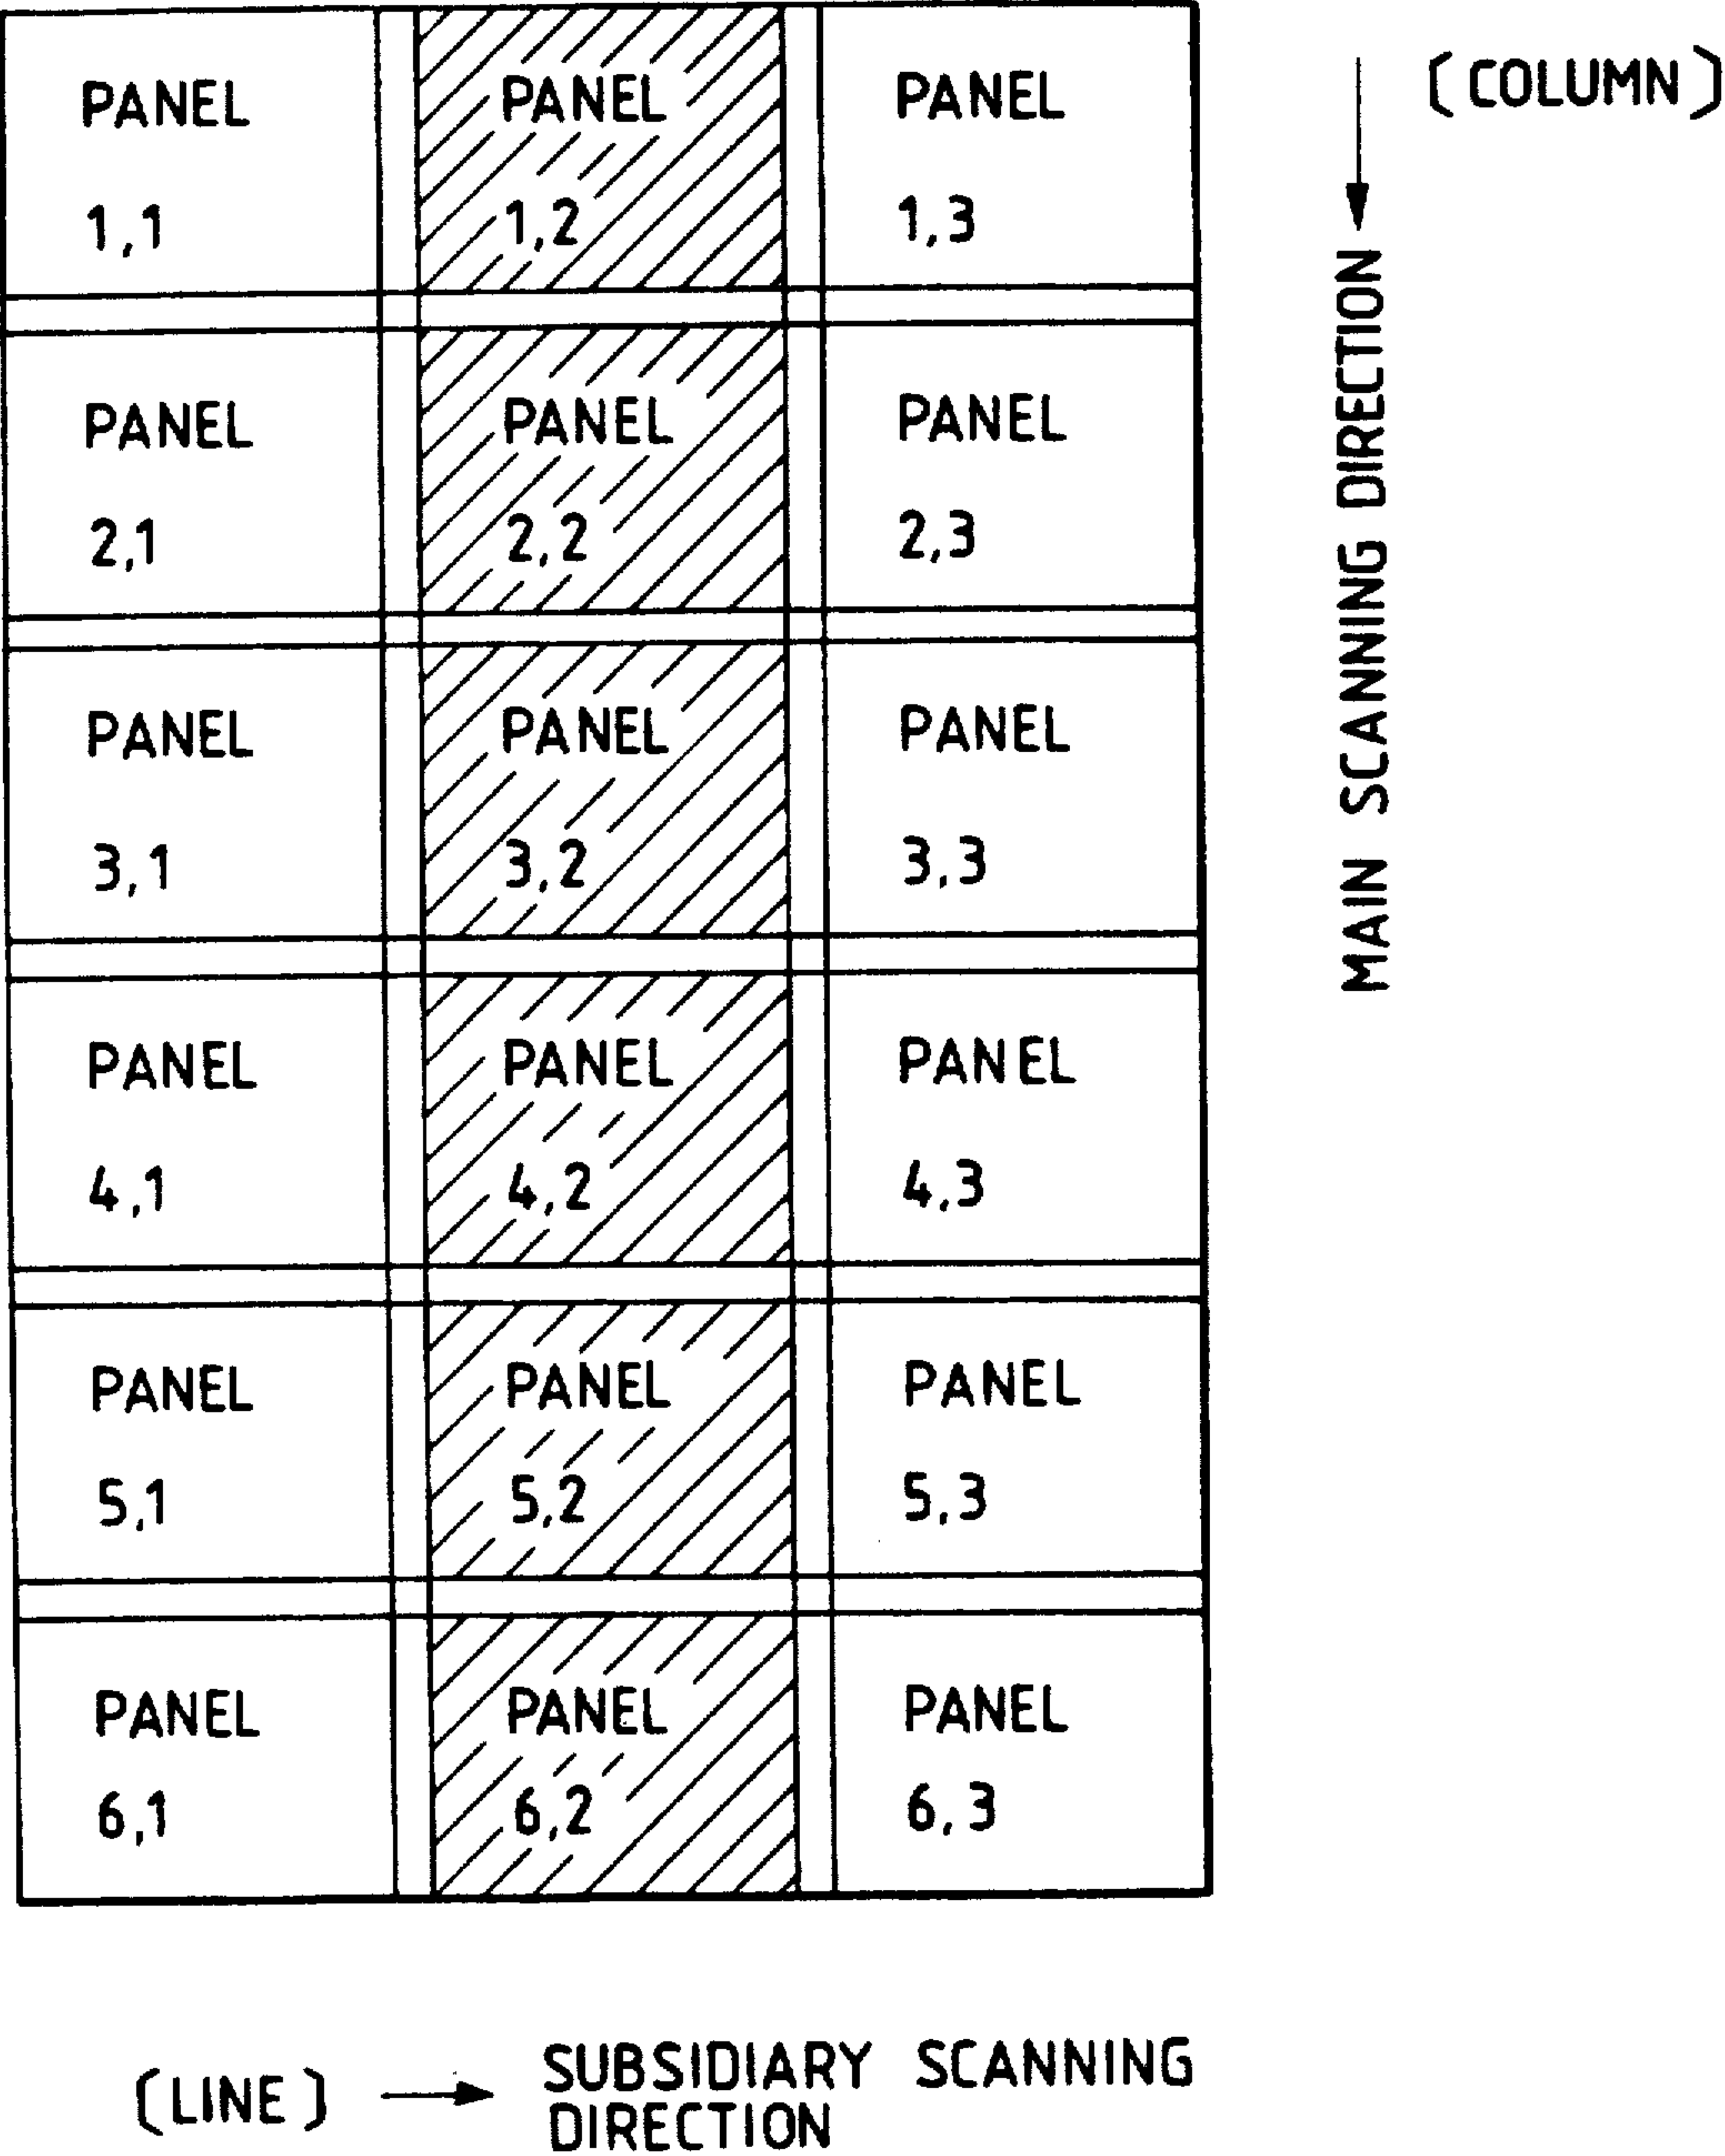 PANEL PANEL PANEL
1,1 1,2 1,3
PANEL PANEL PANEL
2,1 2,2 2,3
PANEL PANEL PANEL
3,1 3,2 3,3
PANEL PANEL PANEL
4,1 4,2 4,3
PANEL PANEL PANEL
5,1 5,2 5,3
PANEL PANEL PANEL
6,1 6,2 6,3
(COLUMN)
MAIN SCANNING DIRECTION
(LINE) SUBSIDIARY SCANNING
DIRECTION